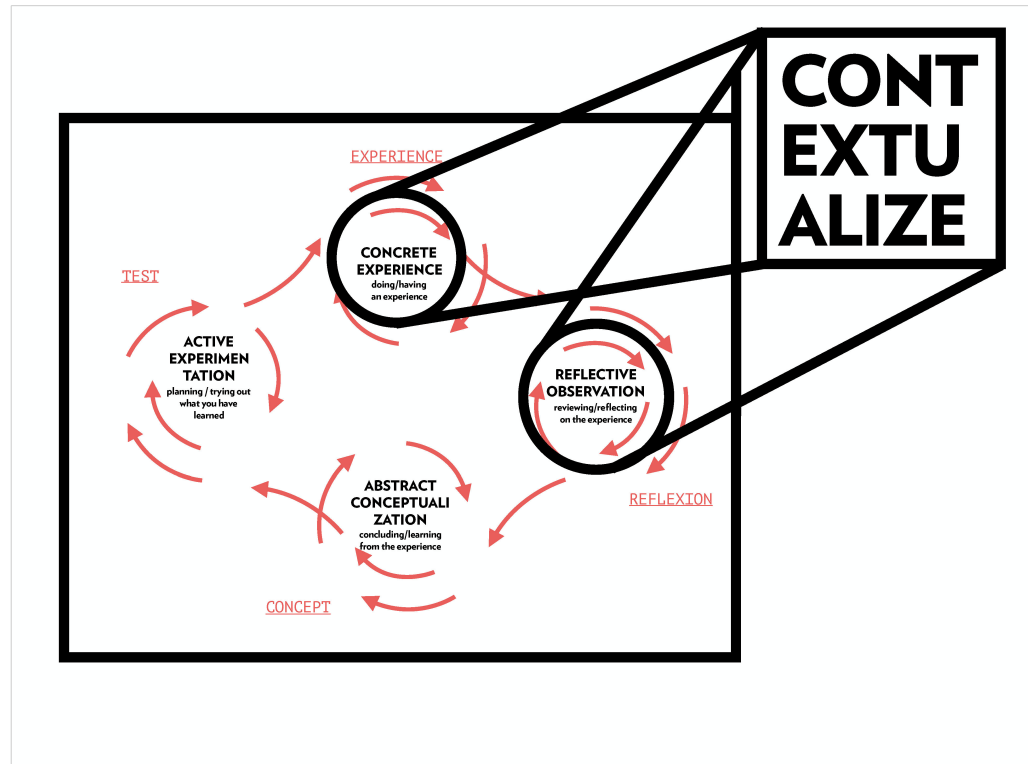 CONT
EXTU
ALIZE
EXPERIENCE
CONCRETE
EXPERIENCE
doing/having
an experience
TEST
ACTIVE
EXPERIMEN
TATION
planning / trying out
what you have
learned
REFLECTIVE
OBSERVATION
reviewing/reflecting
on the experience
REFLEXION
ABSTRACT
CONCEPTUALI
ZATION
concluding/learning
from the experience
CONCEPT